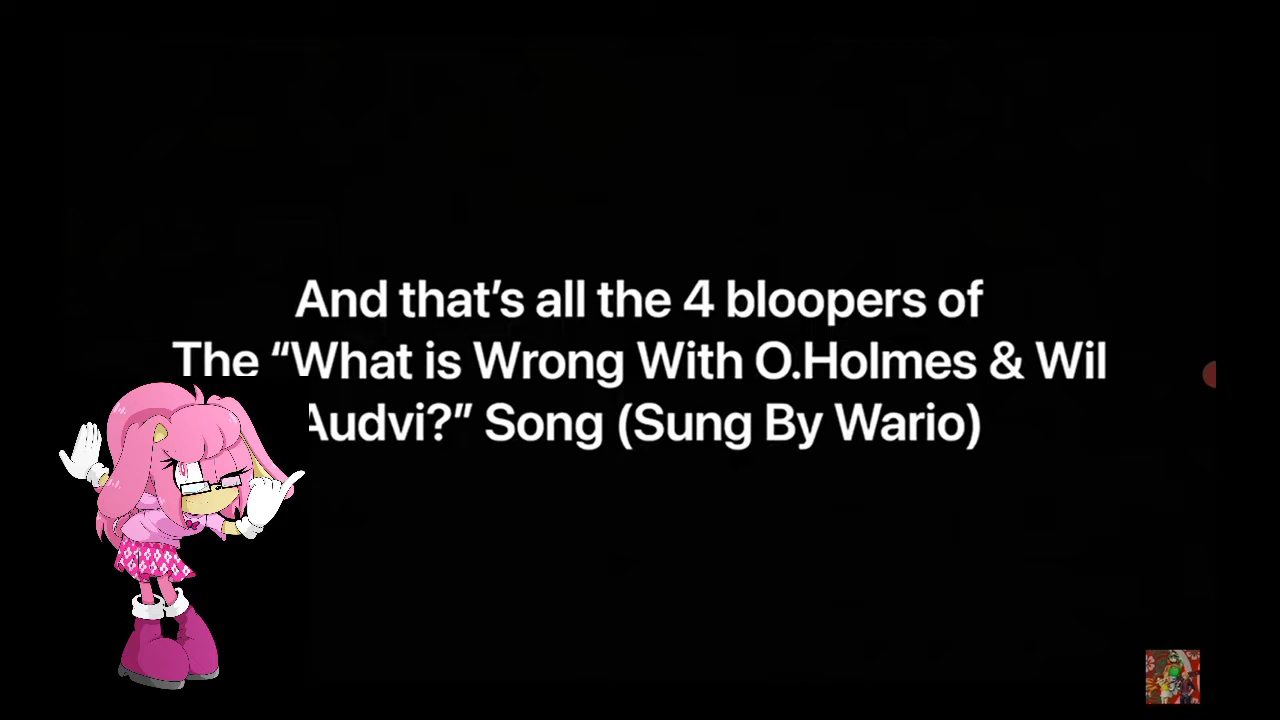 And that’s all the 4 bloopers of
The “What is Wrong With O.Holmes & Wil
Audvi?” Song (Sung By Wario)